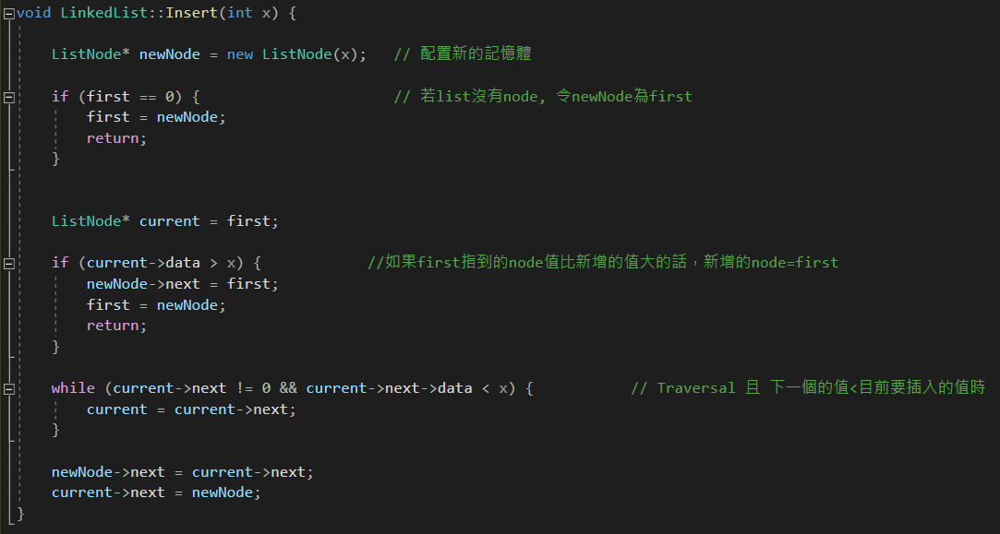 void LinkedList::Insert(int x) {
ListNode* newNode = new ListNode(x);   // 配置新的記憶體
if (first == 0) {   // 若list沒有node, 令newNode為first
first = newNode;
return;
}
ListNode* current = first;
if (current->data > x) {   //如果first指到的node值比新增的值大的話，新增的node=first
newNode->next = first;
first = newNode;
return;
}
while (current->next != 0 && current->next->data < x) {   // Traversal 且 下一個的值<目前要插入的值時
current = current->next;
}
newNode->next = current->next;
current->next = newNode;
}